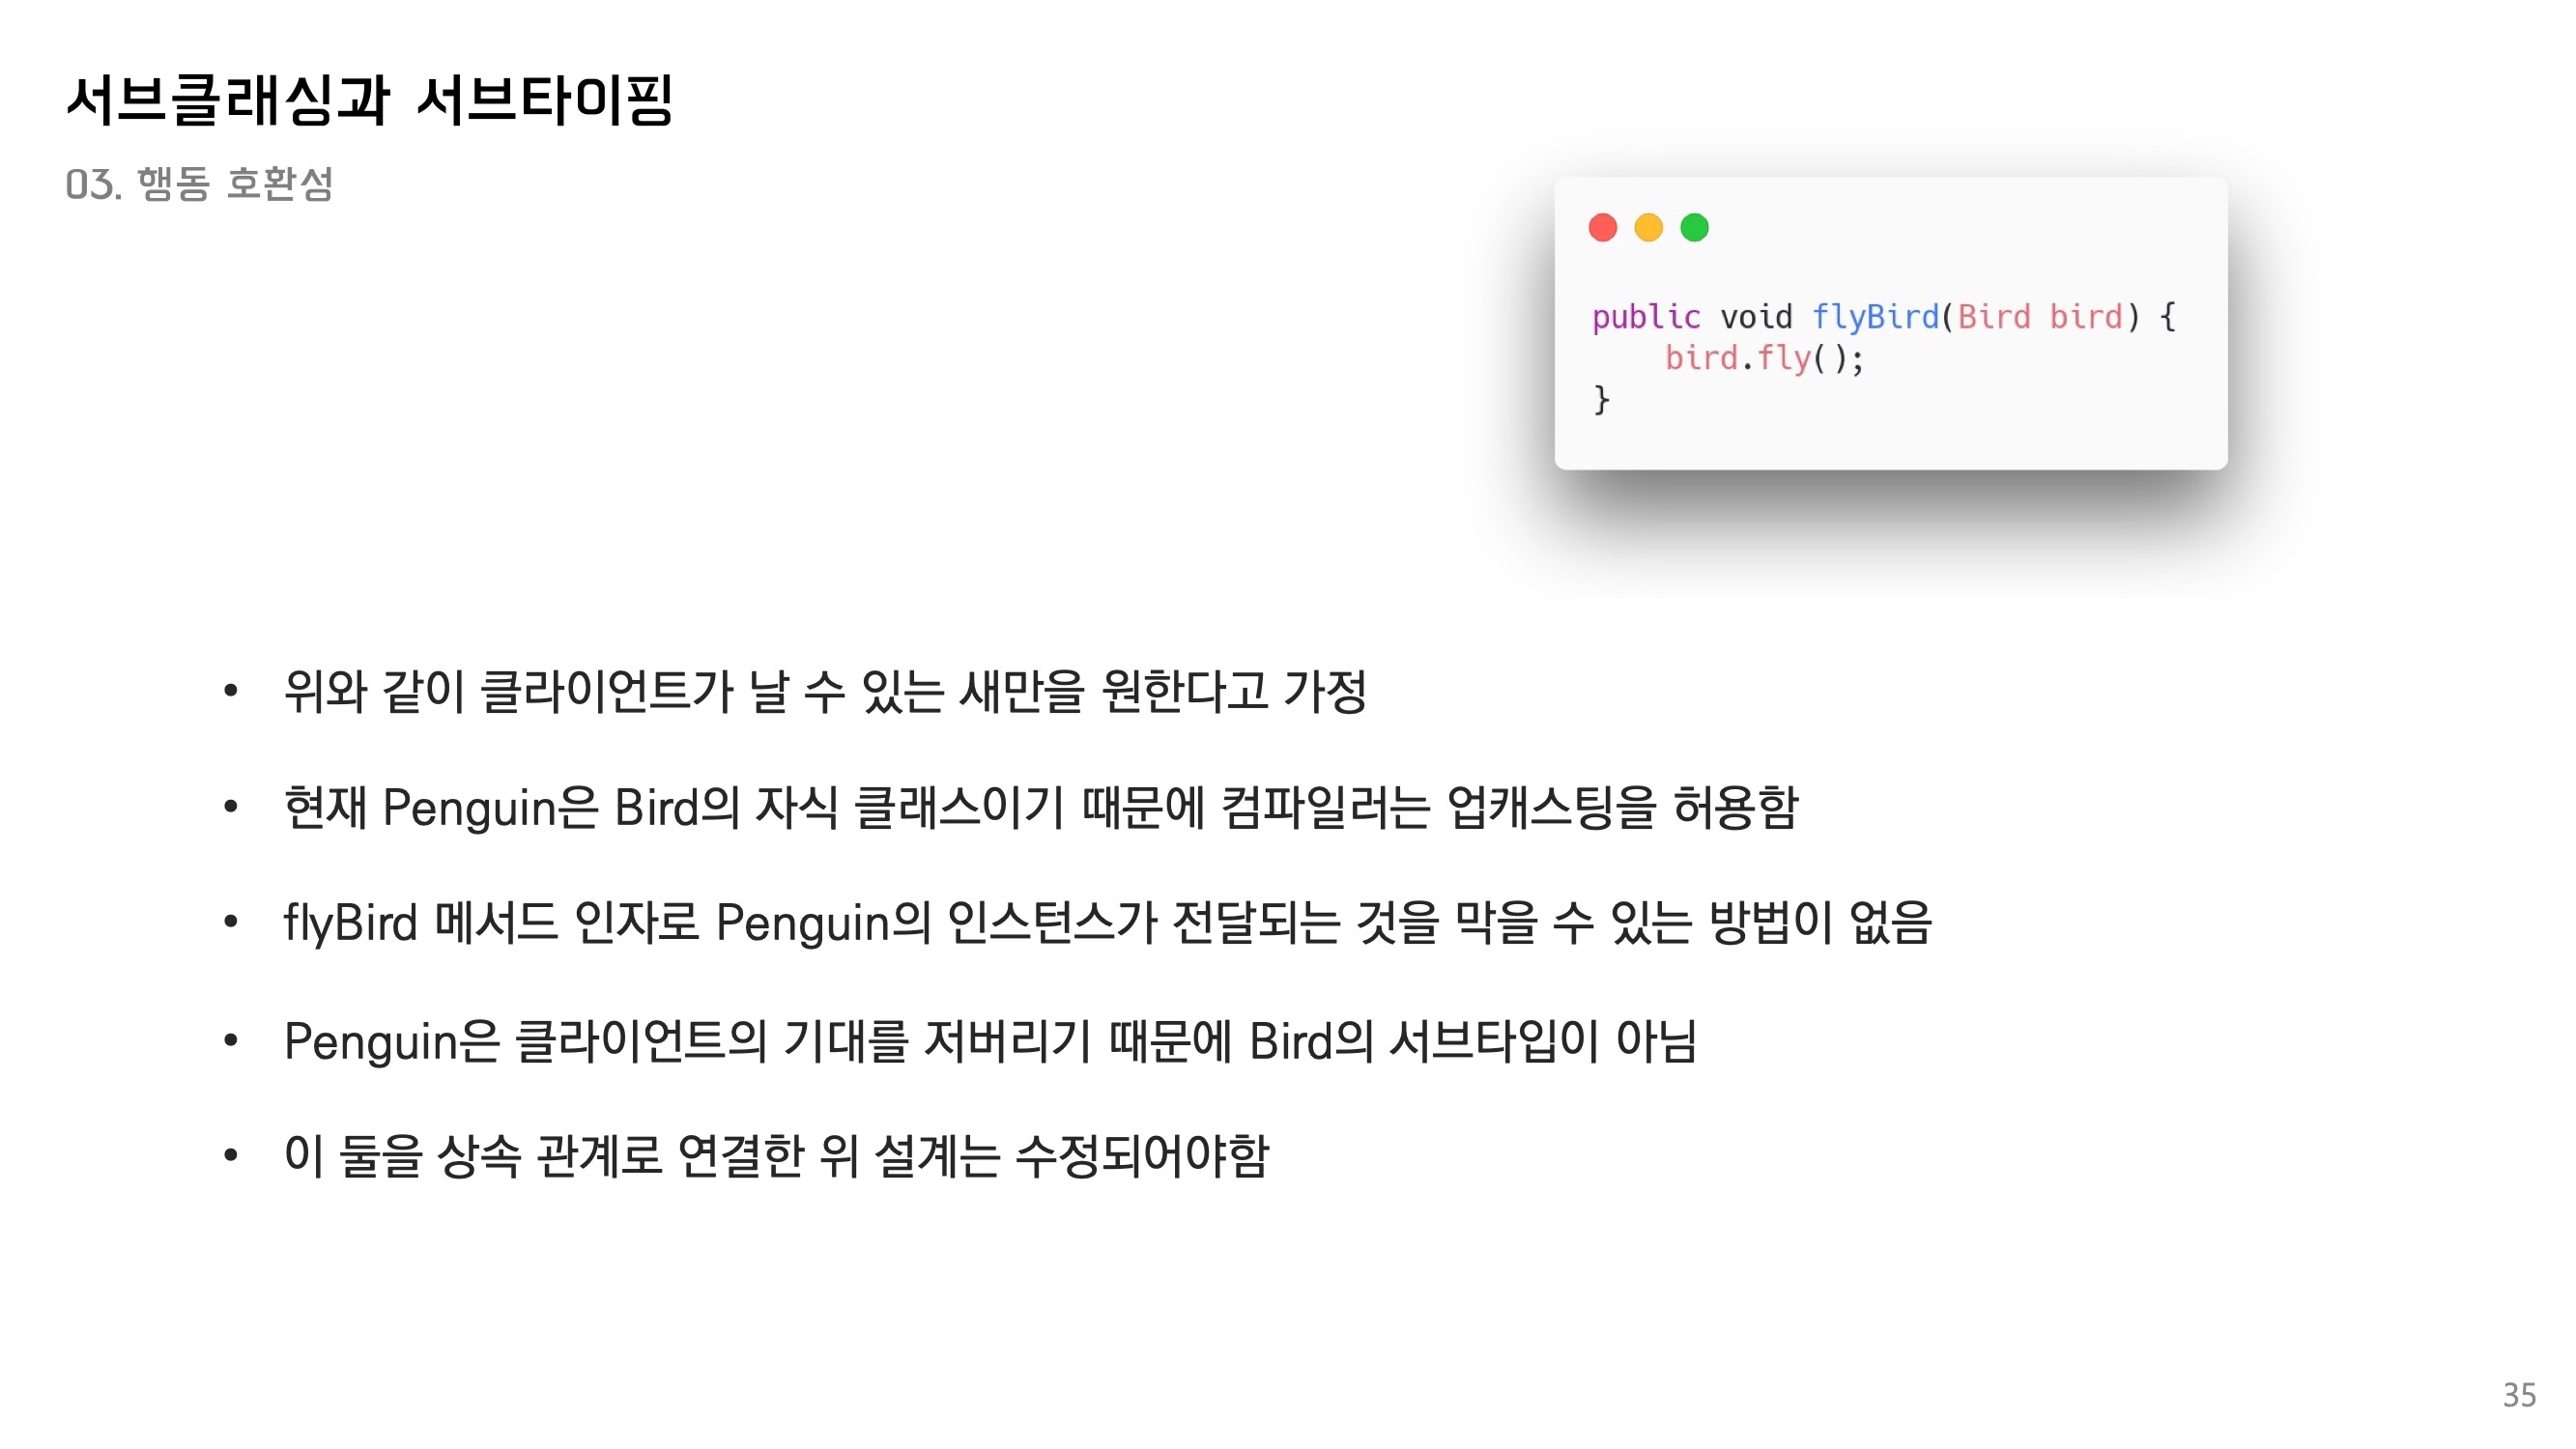 서브클래싱과 서브타이핑
03. 행동 호환성
public void flyBird(Bird bird) {
    bird.fly();
}
• 위와 같이 클라이언트가 날 수 있는 새만을 원한다고 가정
• 현재 Penguin은 Bird의 자식 클래스이기 때문에 컴파일러는 업캐스팅을 허용함
• flyBird 메서드 인자로 Penguin의 인스턴스가 전달되는 것을 막을 수 있는 방법이 없음
• Penguin은 클라이언트의 기대를 저버리기 때문에 Bird의 서브타입이 아님
• 이 둘을 상속 관계로 연결한 위 설계는 수정되어야함
35